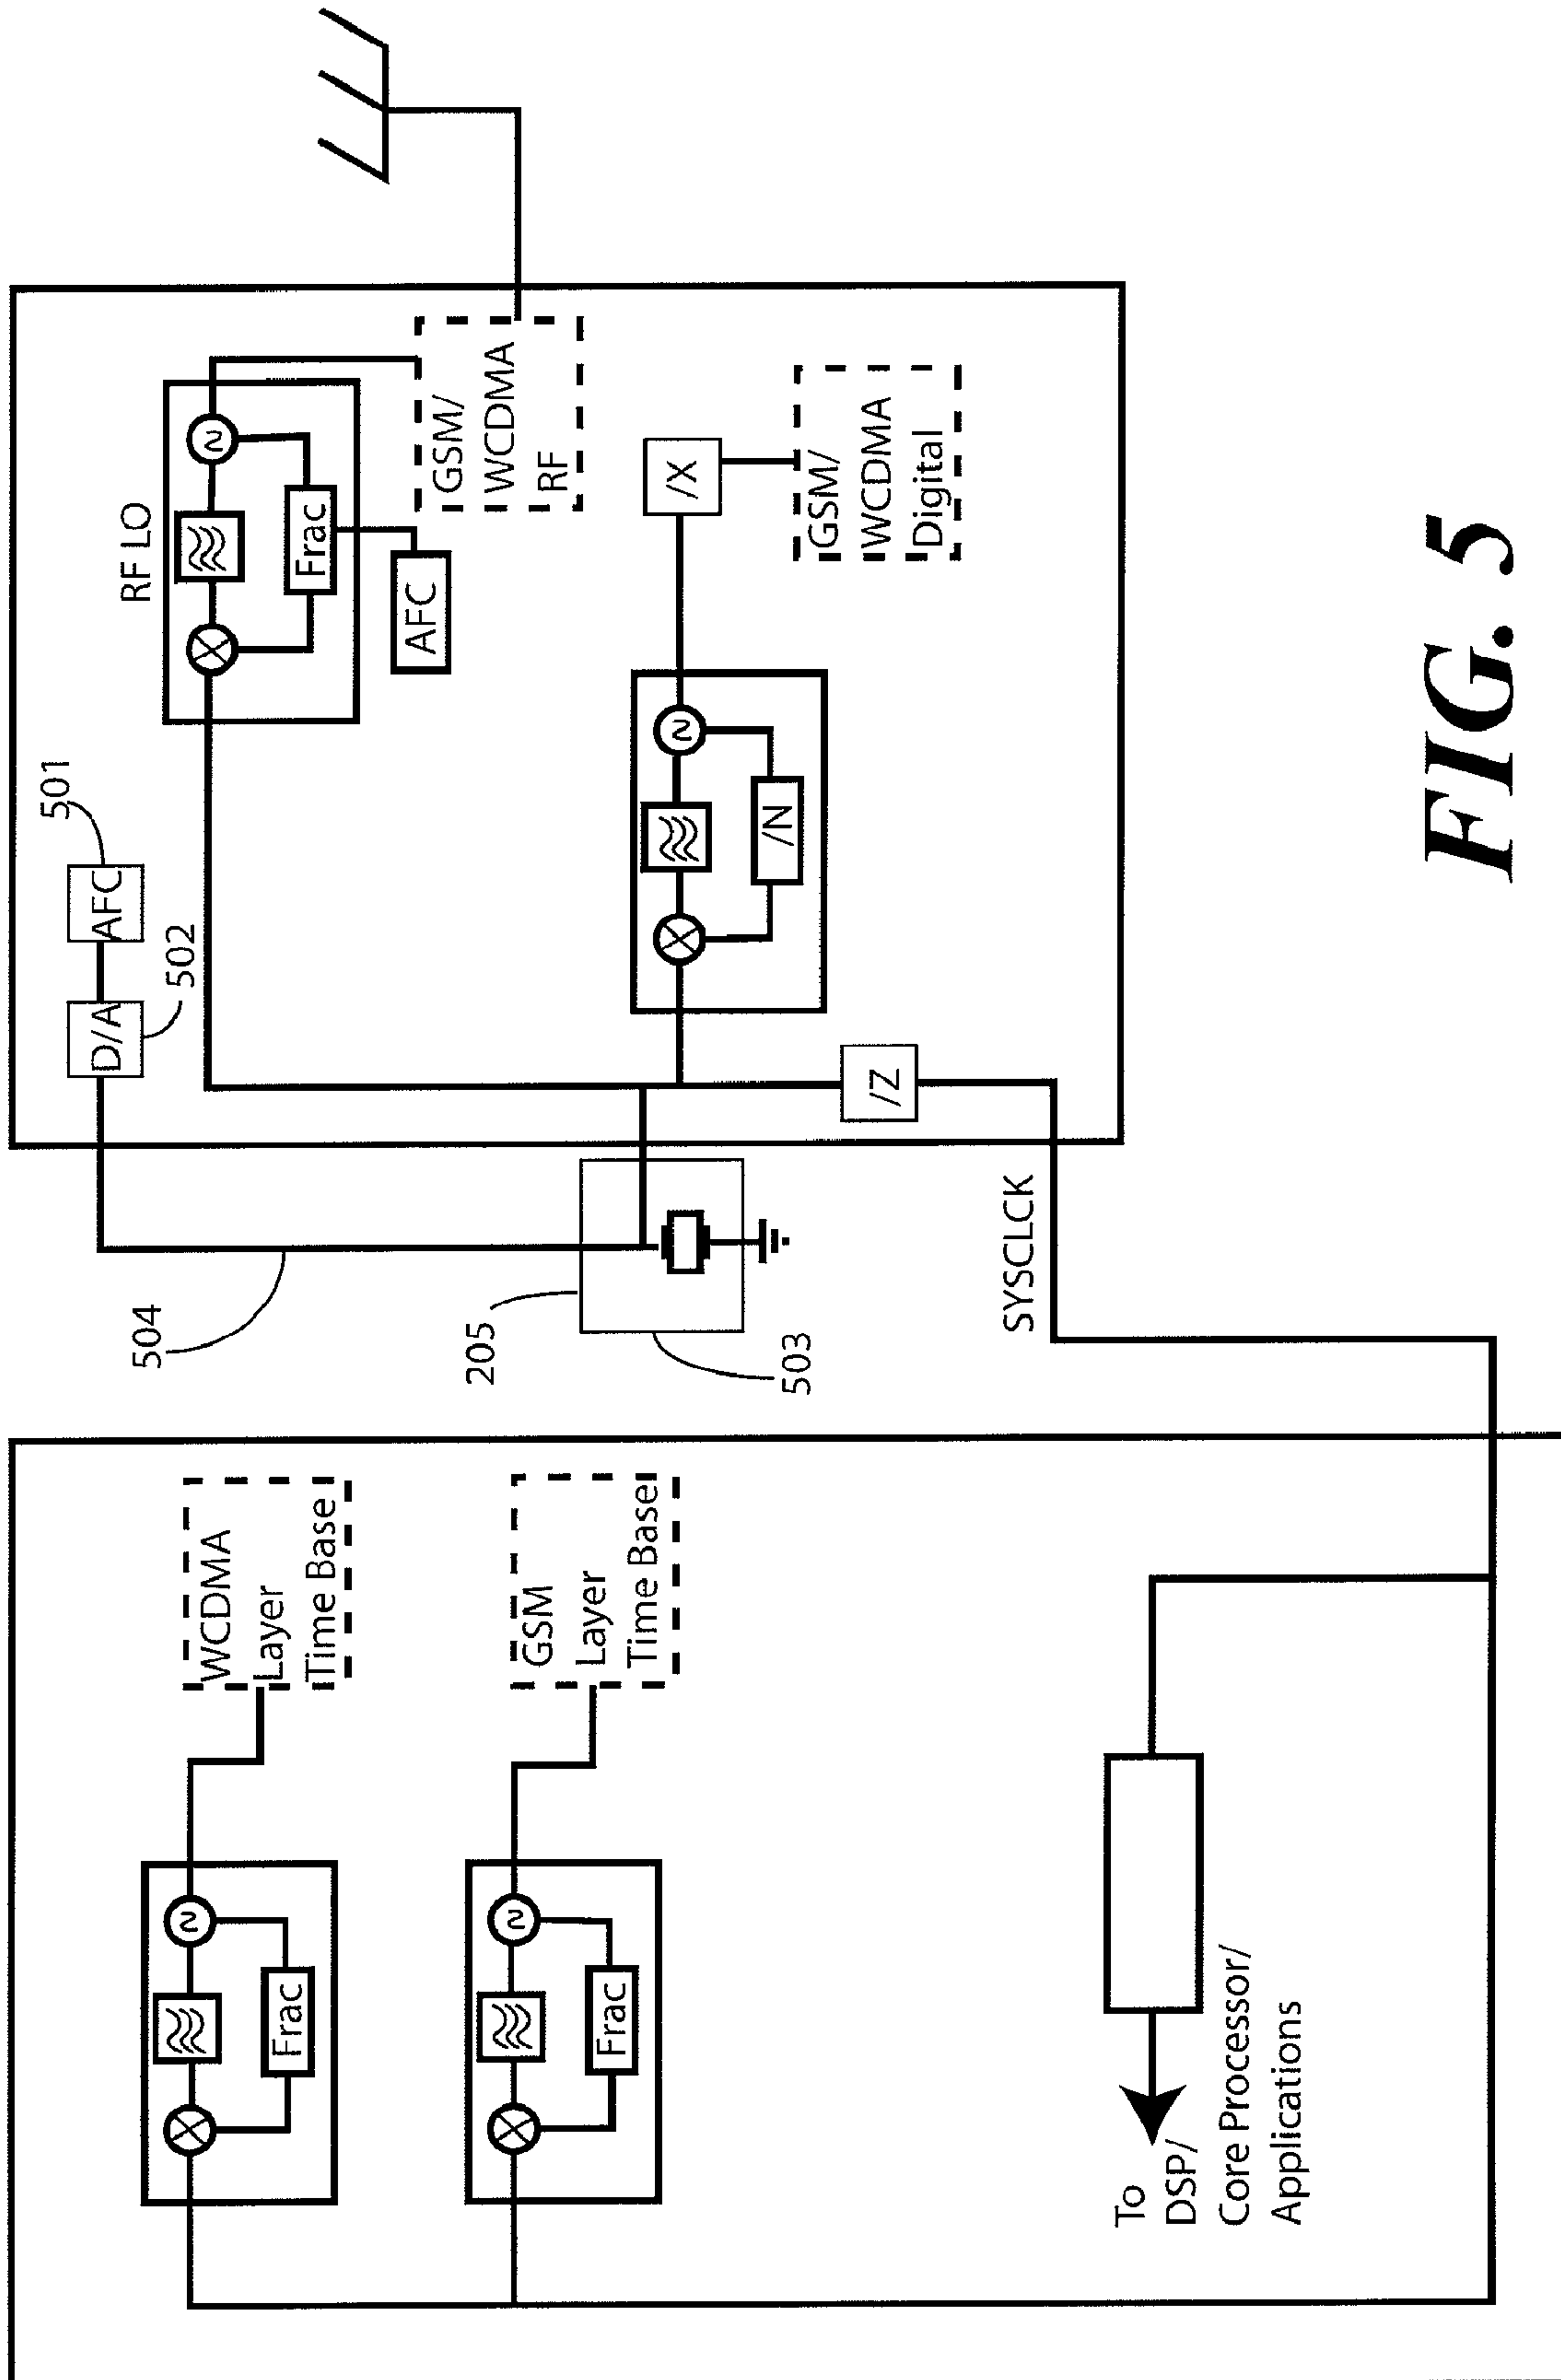 WCDMA
Layer
Time Base
Frac
GSM
Layer
Time Base
Frac
To
DSP/
Core Processor/
Applications
504
205
503
SYSCLCK
D/A
AFC
501
502
RF LO
Frac
AFC
GSM/
WCDMA
RF
/N
/X
GSM/
WCDMA
Digital
/Z
FIG. 5